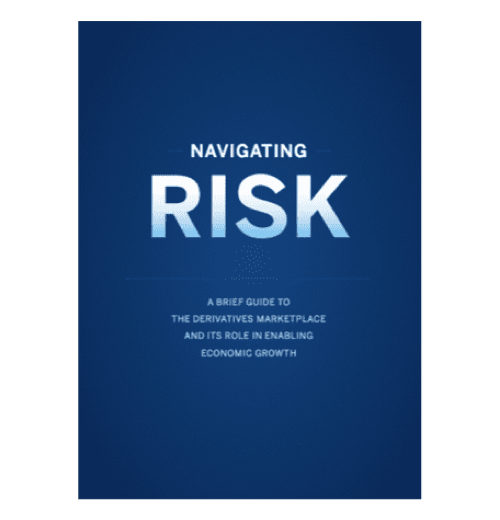 NAVIGATING
RISK
A BRIEF GUIDE TO
THE DERIVATIVES MARKETPLACE
AND ITS ROLE IN ENABLING
ECONOMIC GROWTH